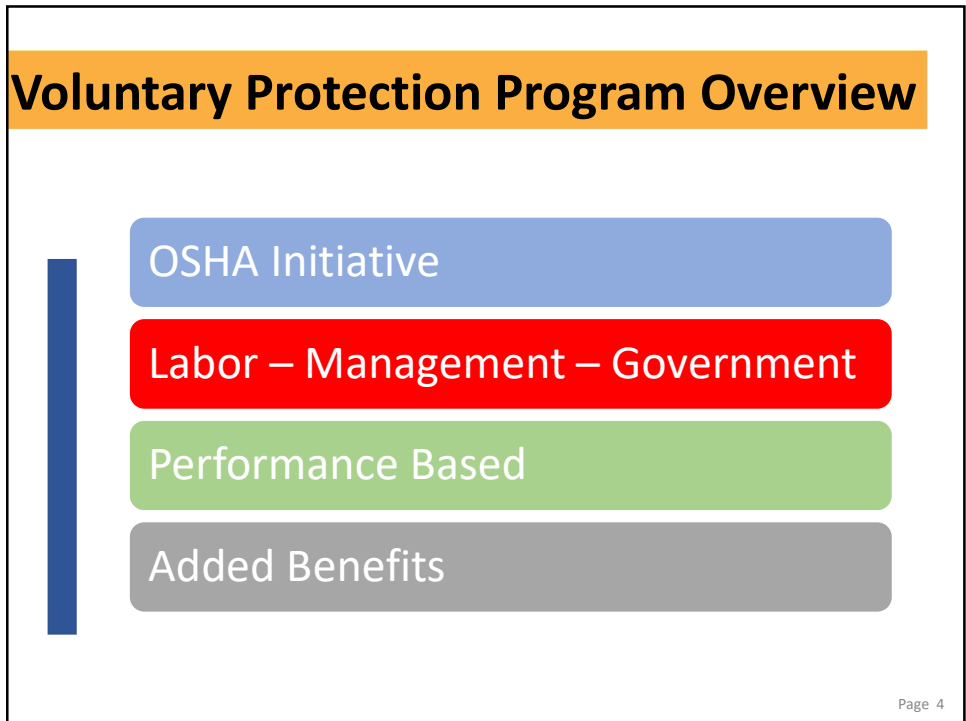 Voluntary Protection Program Overview
OSHA Initiative
Labor – Management – Government
Performance Based
Added Benefits
Page 4